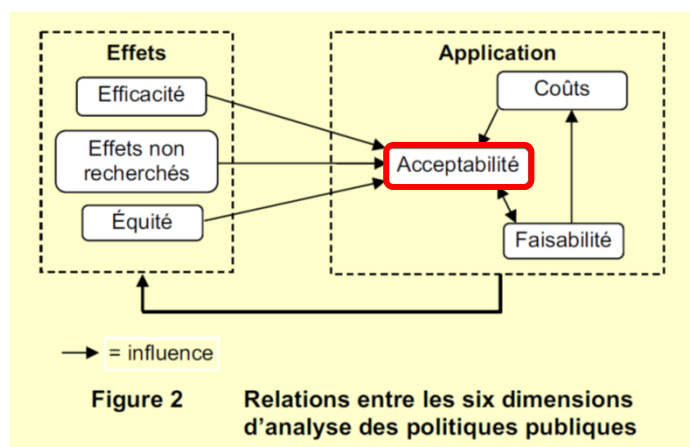 Effets
Efficacité
Effets non
recherchés
Équité
Application
Coûts
Acceptabilité
Faisabilité
= influence
Figure 2 Relations entre les six dimensions
d'analyse des politiques publiques